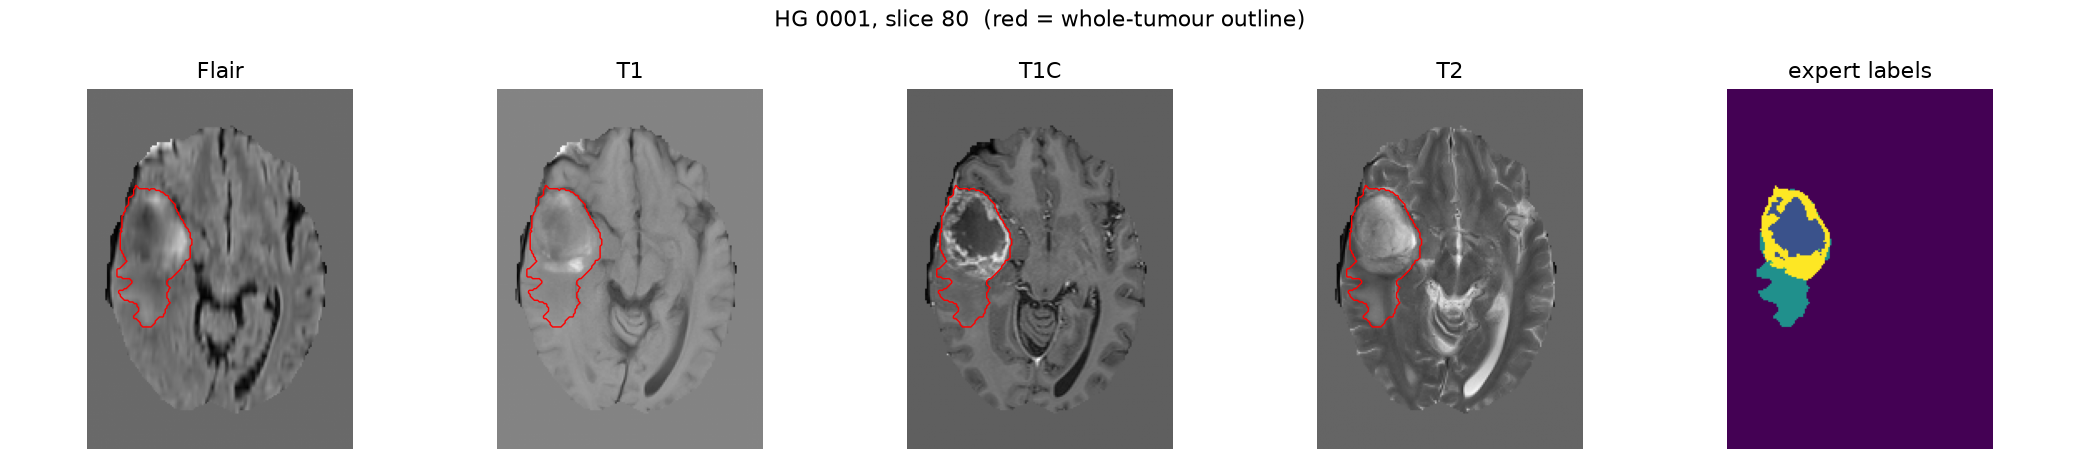 HG 0001, slice 80  (red = whole-tumour outline)
Flair
T1
T1C
T2
expert labels